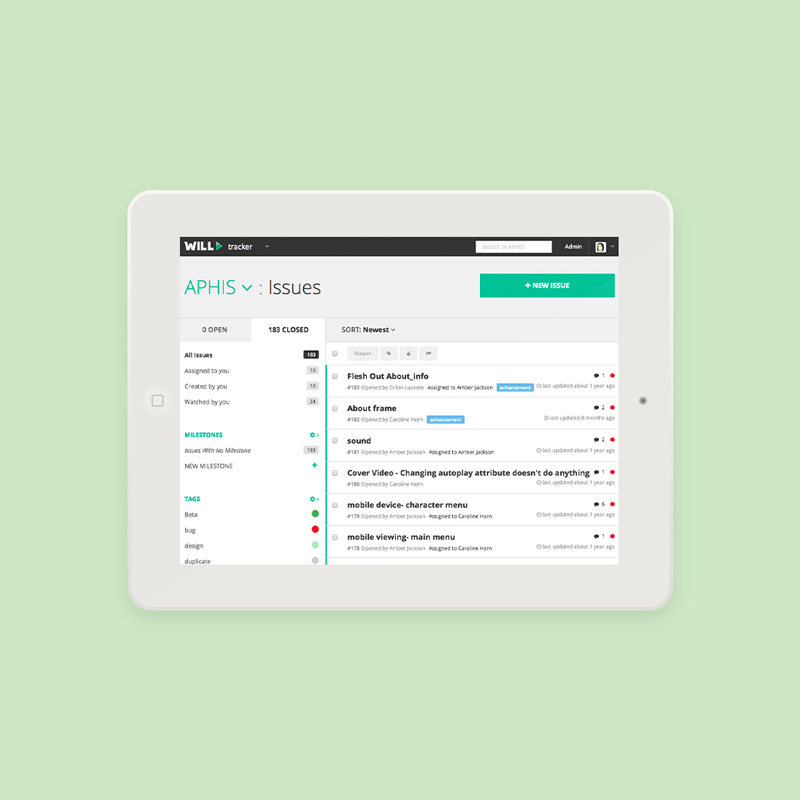 WILL tracker
Search in APHIS
Admin
APHIS : Issues
+ NEW ISSUE
0 OPEN
183 CLOSED
SORT: Newest
All Issues 183
Assigned to you 10
Created by you 10
Watched by you 24
MILESTONES
Issues With No Milestone 183
NEW MILESTONE +
TAGS
Beta
bug
design
duplicate
Reopen
Flesh Out About_info 1
#183 Opened by Dillon Lucente Assigned to Amber Jackson enhancement last updated about 1 year ago
About frame 2
#182 Opened by Caroline Horn enhancement last updated 8 months ago
sound 2
#181 Opened by Amber Jackson Assigned to Amber Jackson last updated about 1 year ago
Cover Video - Changing autoplay attribute doesn't do anything 1
#180 Opened by Caroline Horn last updated about 1 year ago
mobile device- character menu 6
#179 Opened by Amber Jackson Assigned to Caroline Horn last updated about 1 year ago
mobile viewing- main menu 1
#178 Opened by Amber Jackson Assigned to Caroline Horn last updated about 1 year ago